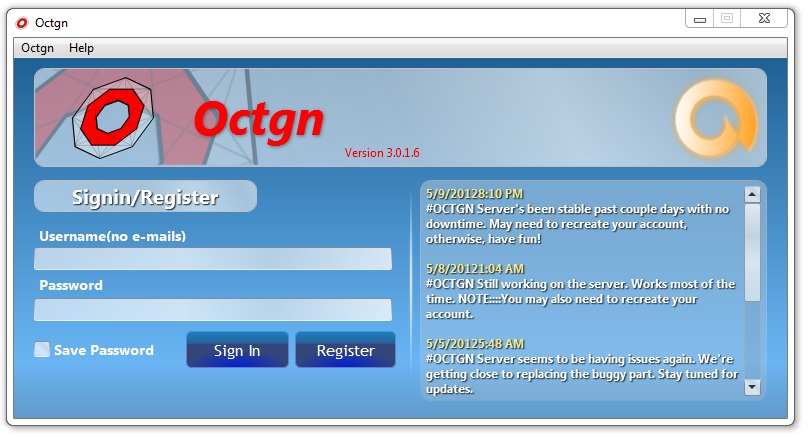 Octgn
Octgn Help
Octgn
Version 3.0.1.6
Signin/Register
Username(no e-mails)
Password
Save Password
Sign In
Register
5/9/20128:10 PM
#OCTGN Server's been stable past couple days with no
downtime. May need to recreate your account,
otherwise, have fun!
5/8/20121:04 AM
#OCTGN Still working on the server. Works most of the
time. NOTE::::You may also need to recreate your
account.
5/5/20125:48 AM
#OCTGN Server seems to be having issues again. We're
getting close to replacing the buggy part. Stay tuned for
updates.